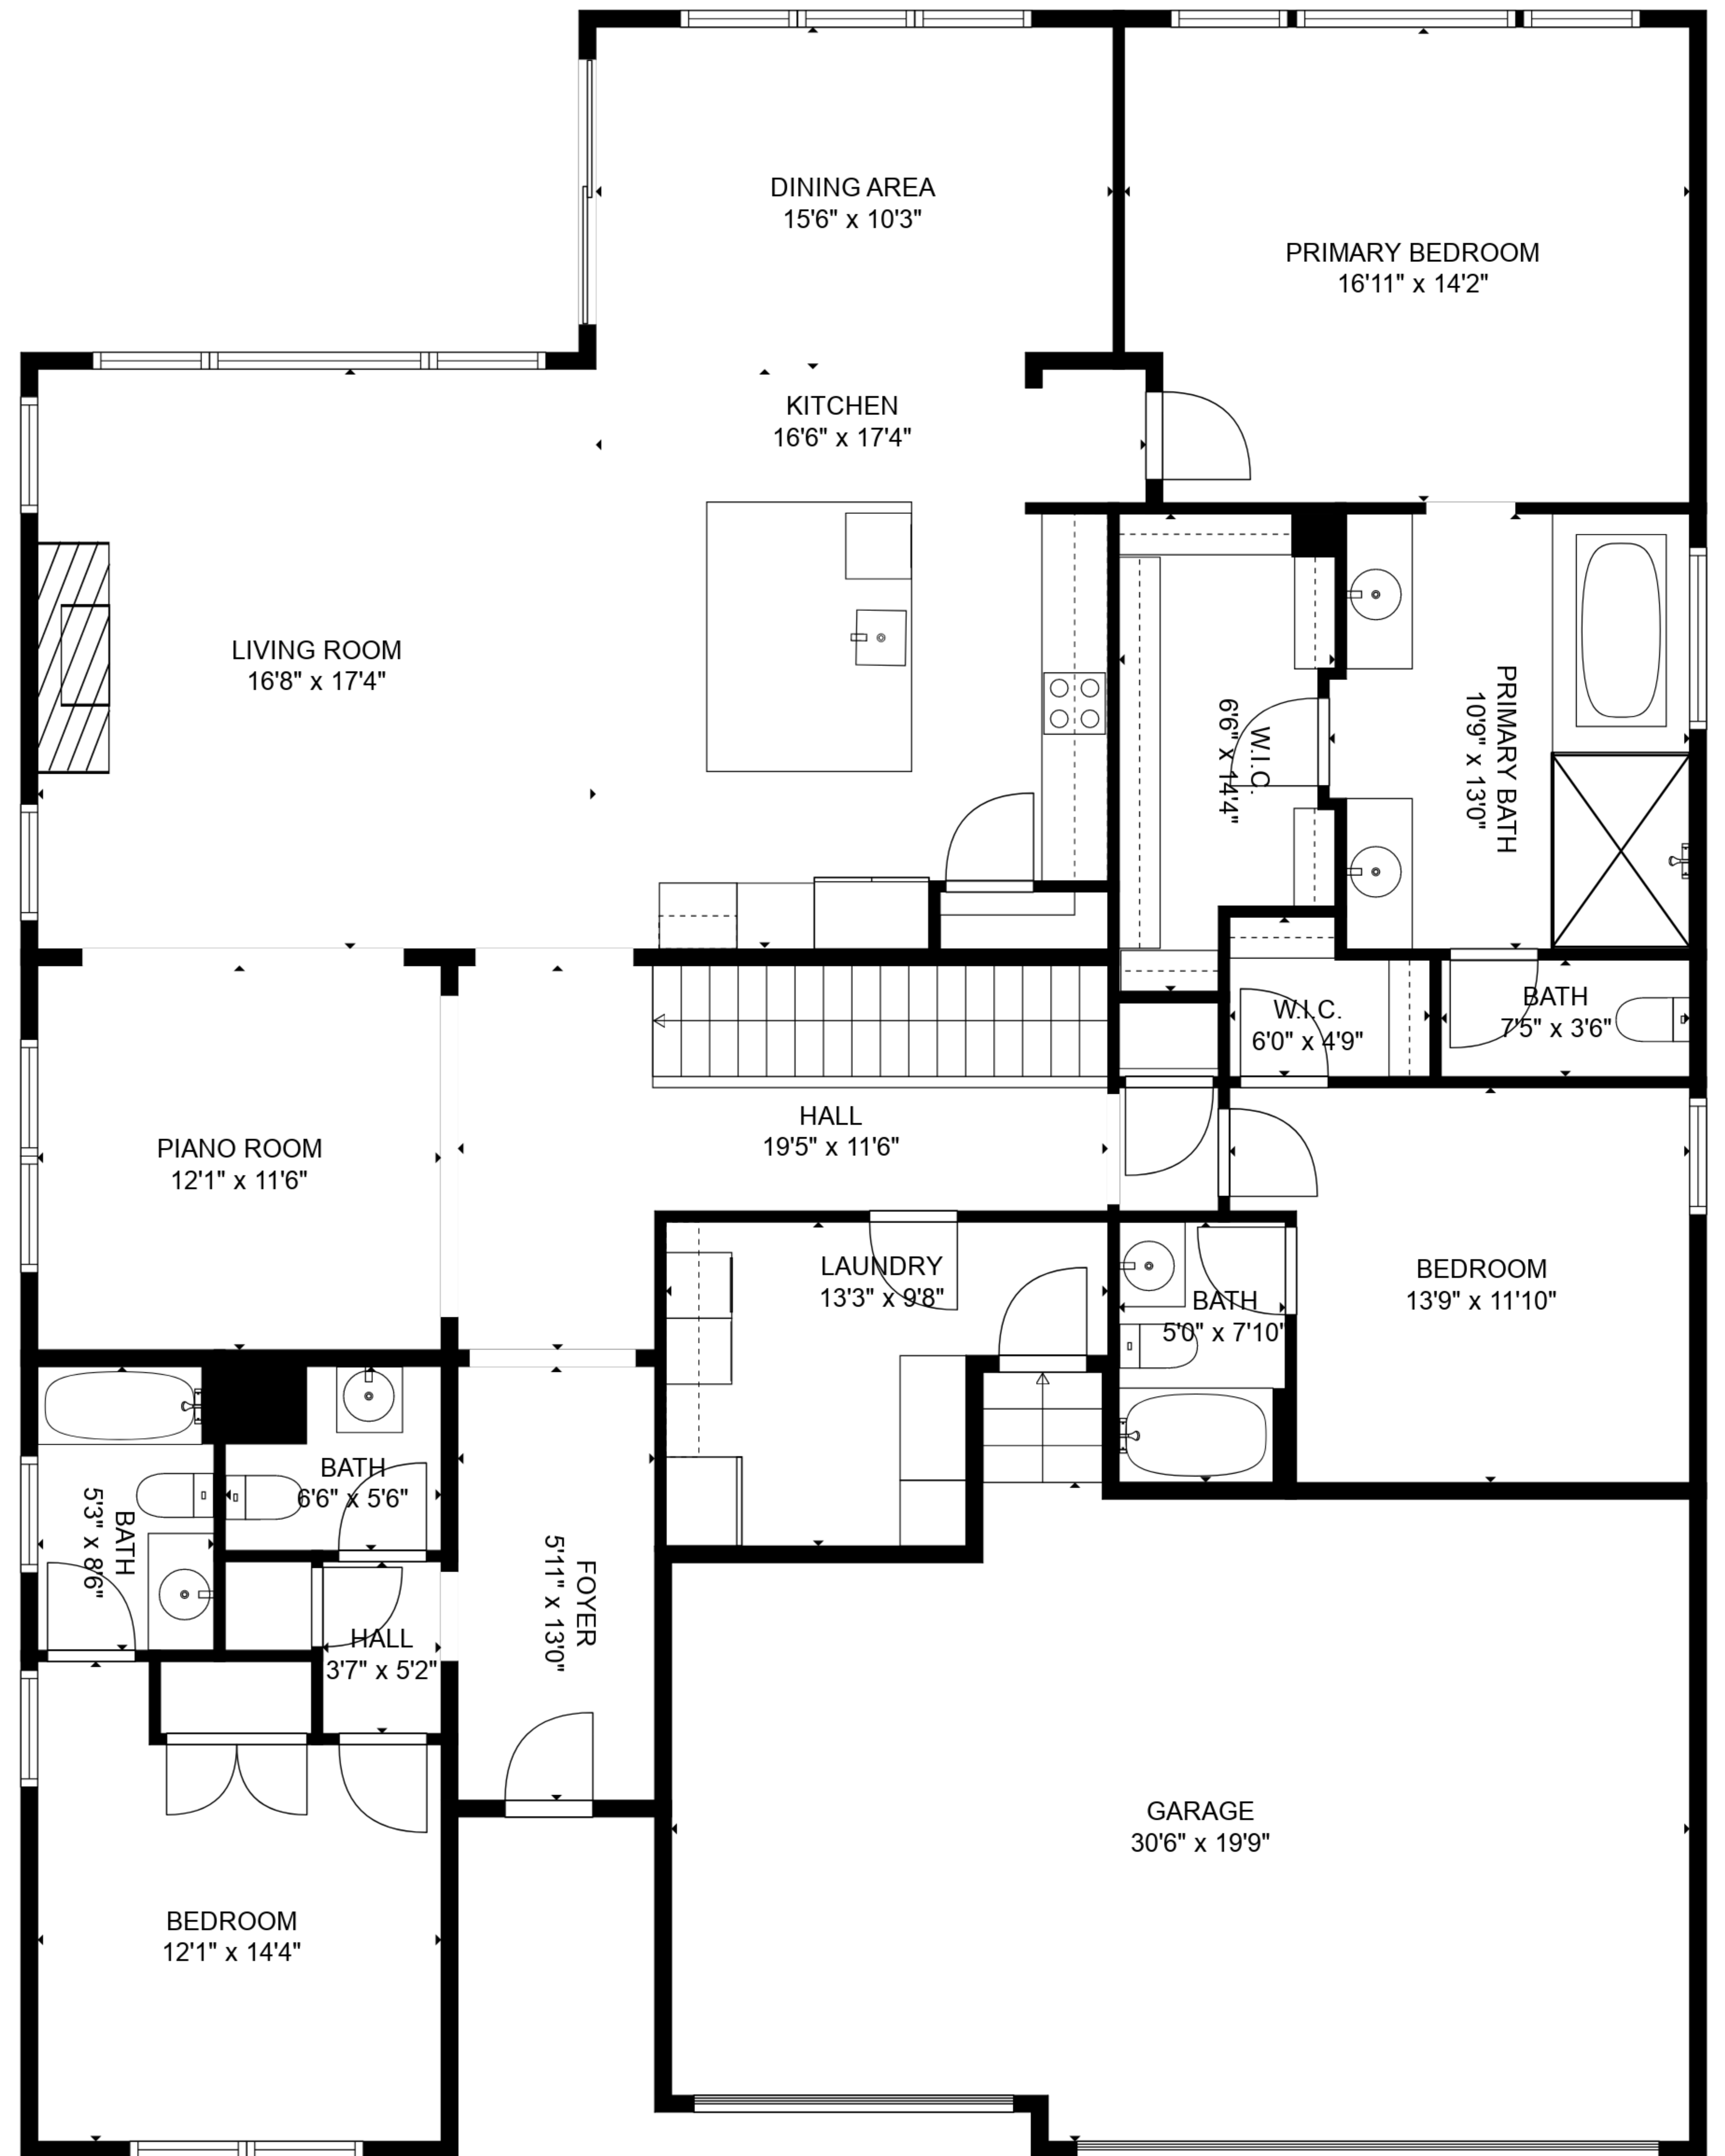 DINING AREA
15'6" x 10'3"
PRIMARY BEDROOM
16'11" x 14'2"
KITCHEN
16'6" x 17'4"
LIVING ROOM
16'8" x 17'4"
W.I.C.
6'6" x 14'4"
PRIMARY BATH
10'9" x 13'0"
W.I.C.
6'0" x 4'9"
BATH
7'5" x 3'6"
HALL
19'5" x 11'6"
PIANO ROOM
12'1" x 11'6"
LAUNDRY
13'3" x 9'8"
BATH
5'0" x 7'10"
BEDROOM
13'9" x 11'10"
BATH
6'6" x 5'6"
BATH
5'3" x 8'6"
FOYER
5'11" x 13'0"
HALL
3'7" x 5'2"
GARAGE
30'6" x 19'9"
BEDROOM
12'1" x 14'4"